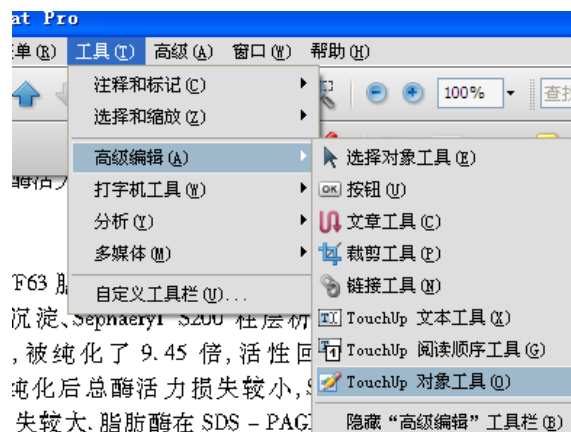 at Pro
单(R) 工具(T) 高级(A) 窗口(W) 帮助(H)
注释和标记(C)
选择和缩放(Z)
100%
高级编辑(A)
打字机工具(W)
分析(Y)
多媒体(M)
自定义工具栏(U)...
选择对象工具(E)
OK 按钮(U)
文章工具(C)
裁剪工具(P)
链接工具(N)
TouchUp 文本工具(X)
TouchUp 阅读顺序工具(G)
TouchUp 对象工具(O)
隐藏“高级编辑”工具栏(B)
F63 脂
沉淀、Sephacryl S200 柱层析
,被纯化了 9.45 倍,活性回
纯化后总酶活力损失较小,S
失较大.脂肪酶在 SDS - PAG